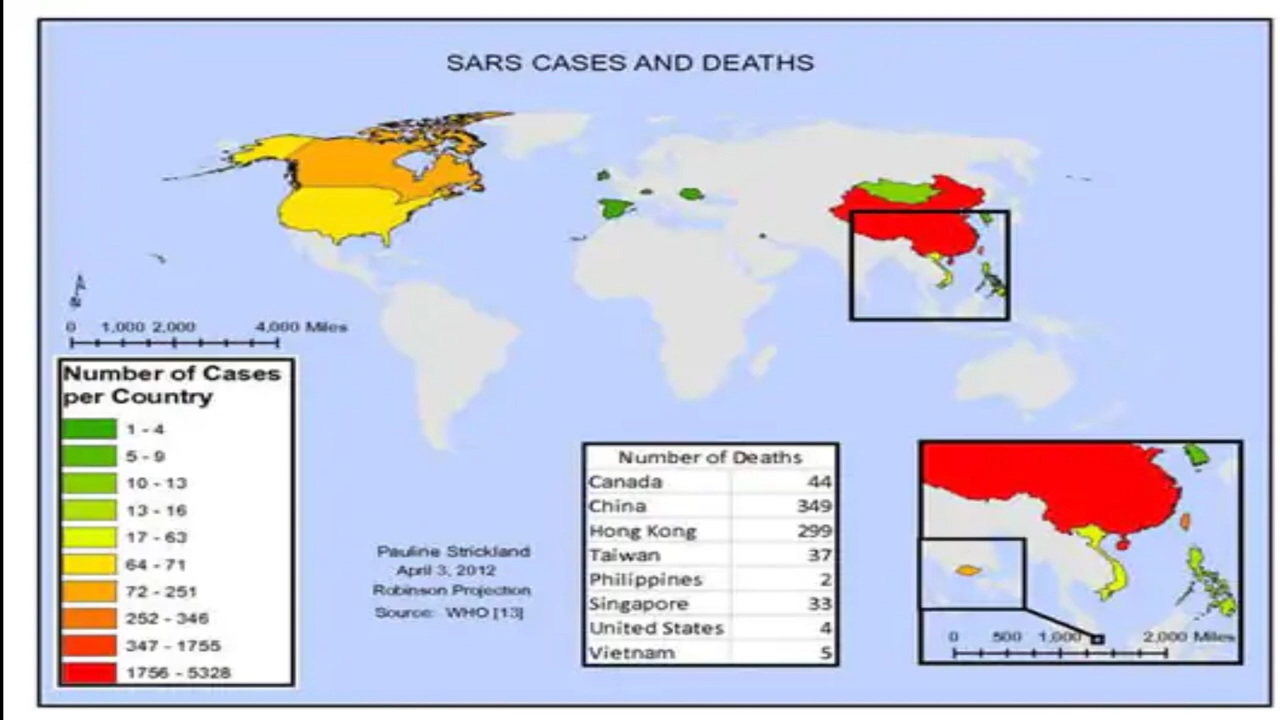 SARS CASES AND DEATHS
0 1,000 2,000 4,000 Miles
Number of Cases
per Country
1 - 4
5 - 9
10 - 13
13 - 16
17 - 63
64 - 71
72 - 251
252 - 346
347 - 1755
1756 - 5328
Pauline Strickland
April 3, 2012
Robinson Projection
Source: WHO [13]
Number of Deaths
Canada 44
China 349
Hong Kong 299
Taiwan 37
Philippines 2
Singapore 33
United States 4
Vietnam 5
0 500 1,000 2,000 Miles